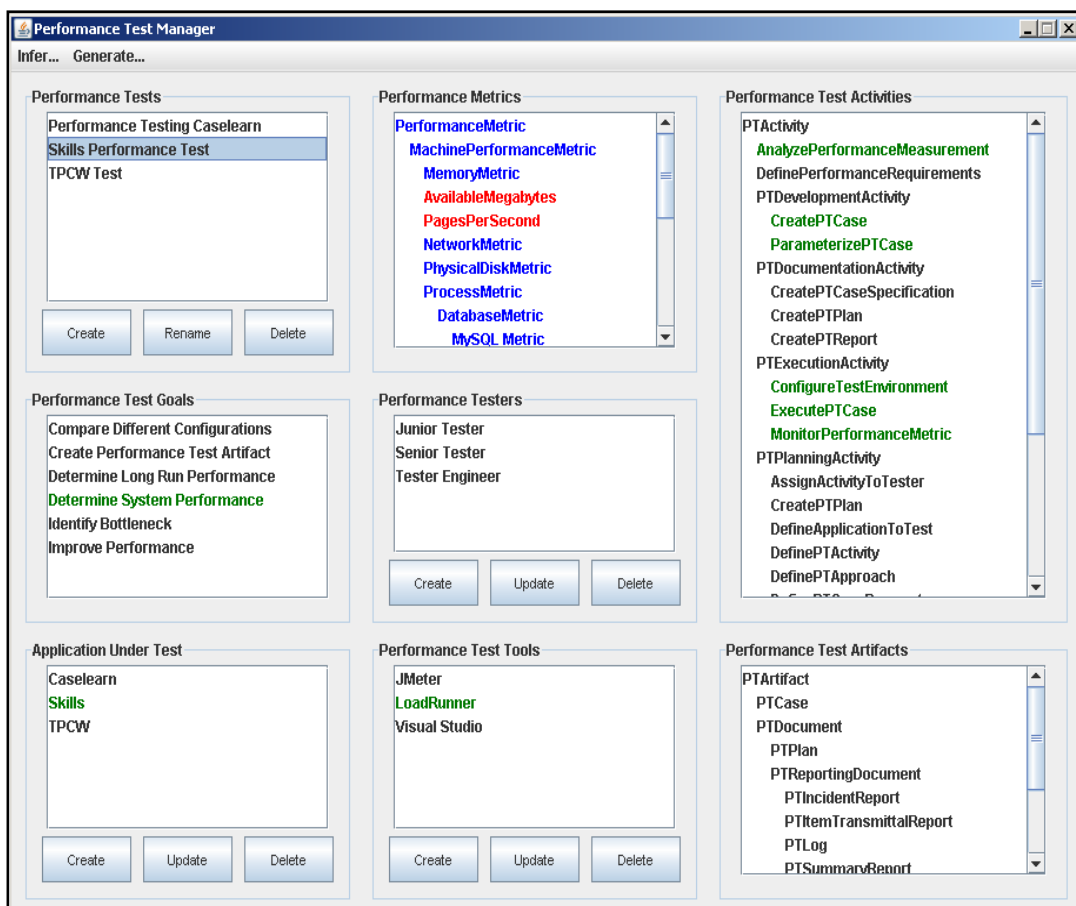 Performance Test Manager
Infer... Generate...
Performance Tests
Performance Testing Caselearn
Skills Performance Test
TPCW Test
Create Rename Delete
Performance Metrics
PerformanceMetric
MachinePerformanceMetric
MemoryMetric
AvailableMegabytes
PagesPerSecond
NetworkMetric
PhysicalDiskMetric
ProcessMetric
DatabaseMetric
MySQL Metric
Performance Test Activities
PTActivity
AnalyzePerformanceMeasurement
DefinePerformanceRequirements
PTDevelopmentActivity
CreatePTCase
ParameterizePTCase
PTDocumentationActivity
CreatePTCaseSpecification
CreatePTPlan
CreatePTReport
PTExecutionActivity
ConfigureTestEnvironment
ExecutePTCase
MonitorPerformanceMetric
PTPlanningActivity
AssignActivityToTester
CreatePTPlan
DefineApplicationToTest
DefinePTActivity
DefinePTApproach
Performance Test Goals
Compare Different Configurations
Create Performance Test Artifact
Determine Long Run Performance
Determine System Performance
Identify Bottleneck
Improve Performance
Performance Testers
Junior Tester
Senior Tester
Tester Engineer
Create Update Delete
Application Under Test
Caselearn
Skills
TPCW
Create Update Delete
Performance Test Tools
JMeter
LoadRunner
Visual Studio
Create Update Delete
Performance Test Artifacts
PTArtifact
PTCase
PTDocument
PTPlan
PTReportingDocument
PTIncidentReport
PTItemTransmittalReport
PTLog
PTSummaryReport